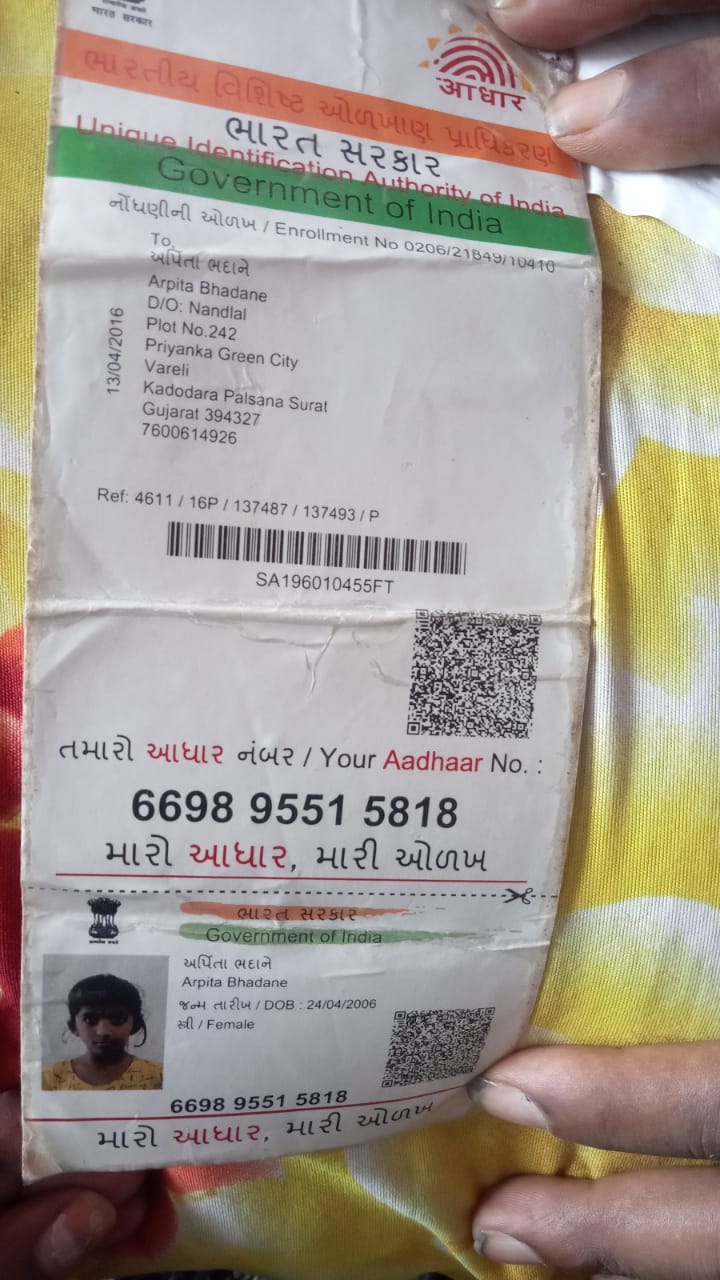 भारत सरकार
आधार
ભારતીય વિશિષ્ટ ઓળખાણ પ્રાધિકરણ
ભારત સરકાર
Unique Identification Authority of India
Government of India
નોંધણીની ઓળખ / Enrollment No 0206/21849/10410
To,
અર્પિતા ભદાને
Arpita Bhadane
D/O: Nandlal
Plot No.242
Priyanka Green City
Vareli
Kadodara Palsana Surat
Gujarat 394327
7600614926
13/04/2016
Ref: 4611 / 16P / 137487 / 137493 / P
SA196010455FT
તમારો આધાર નંબર / Your Aadhaar No. :
6698 9551 5818
મારો આધાર, મારી ઓળખ
ભારત સરકાર
Government of India
અર્પિતા ભદાને
Arpita Bhadane
જન્મ તારીખ / DOB : 24/04/2006
સ્ત્રી / Female
6698 9551 5818
મારો આધાર, મારી ઓળખ